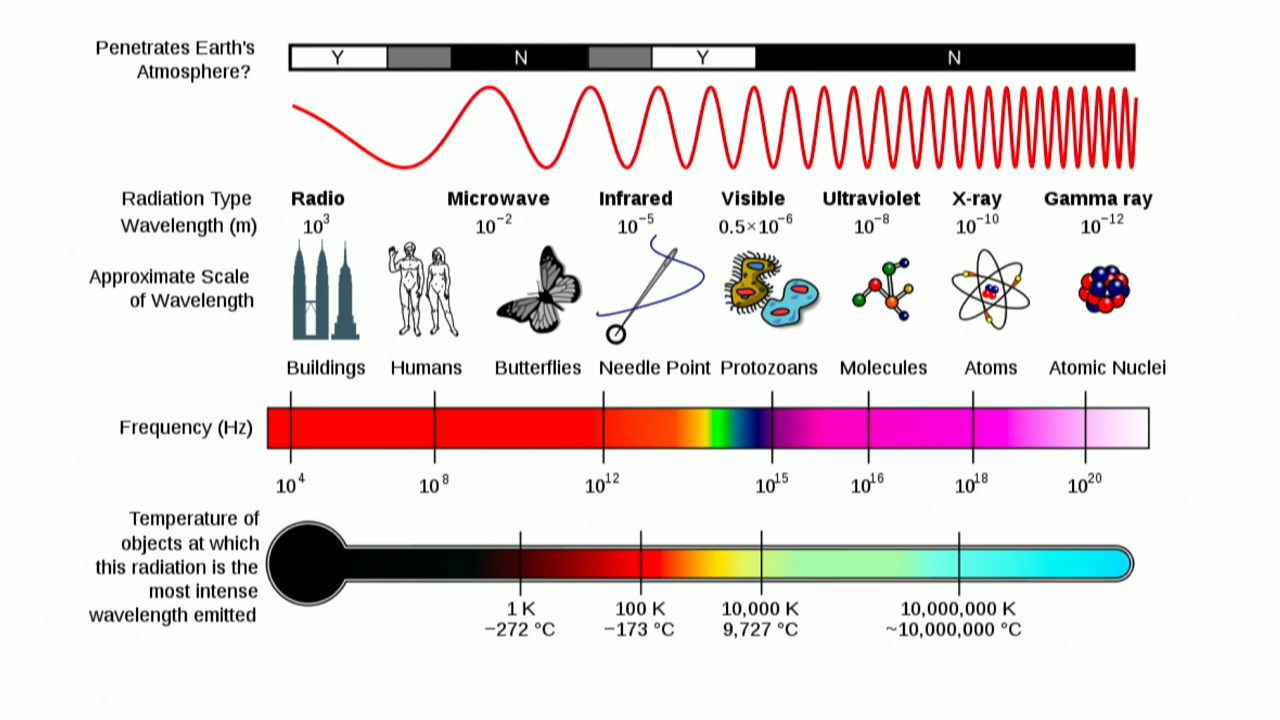 Penetrates Earth's
Atmosphere?
Y N Y N
Radiation Type Radio Microwave Infrared Visible Ultraviolet X-ray Gamma ray
Wavelength (m) 10³ 10⁻² 10⁻⁵ 0.5×10⁻⁶ 10⁻⁸ 10⁻¹⁰ 10⁻¹²
Approximate Scale
of Wavelength
Buildings Humans Butterflies Needle Point Protozoans Molecules Atoms Atomic Nuclei
Frequency (Hz)
10⁴ 10⁸ 10¹² 10¹⁵ 10¹⁶ 10¹⁸ 10²⁰
Temperature of
objects at which
this radiation is the
most intense
wavelength emitted
1 K 100 K 10,000 K 10,000,000 K
−272 °C −173 °C 9,727 °C ~10,000,000 °C